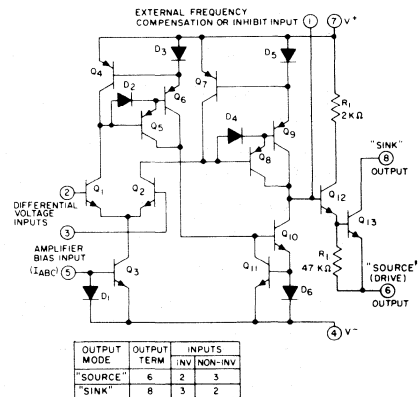 EXTERNAL FREQUENCY
COMPENSATION OR INHIBIT INPUT
1
7 V+
D3
D5
Q4
Q7
D2
Q6
R1
2KΩ
D4
Q5
Q9
Q8
"SINK"
8
OUTPUT
Q1
Q2
Q12
2
DIFFERENTIAL
VOLTAGE
INPUTS
3
Q13
Q10
AMPLIFIER
BIAS INPUT
(IABC) 5
Q3
Q11
R1
47 KΩ
"SOURCE"
(DRIVE)
6
OUTPUT
D1
D6
4 V-
OUTPUT MODE OUTPUT TERM INPUTS
INV NON-INV
"SOURCE" 6 2 3
"SINK" 8 3 2